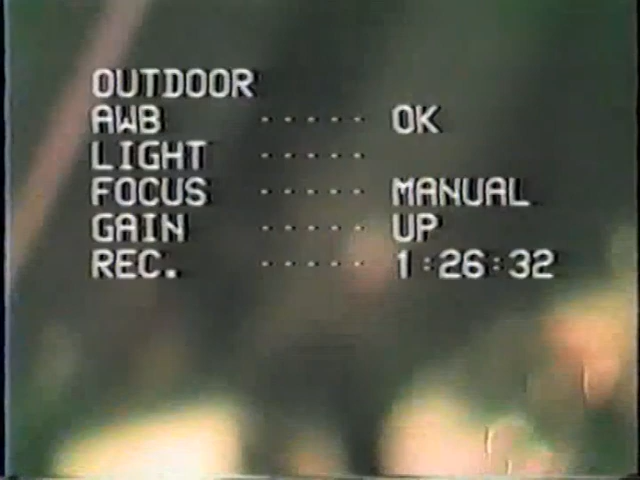 OUTDOOR
AWB ..... OK
LIGHT .....
FOCUS ..... MANUAL
GAIN ..... UP
REC. ..... 1:26:32